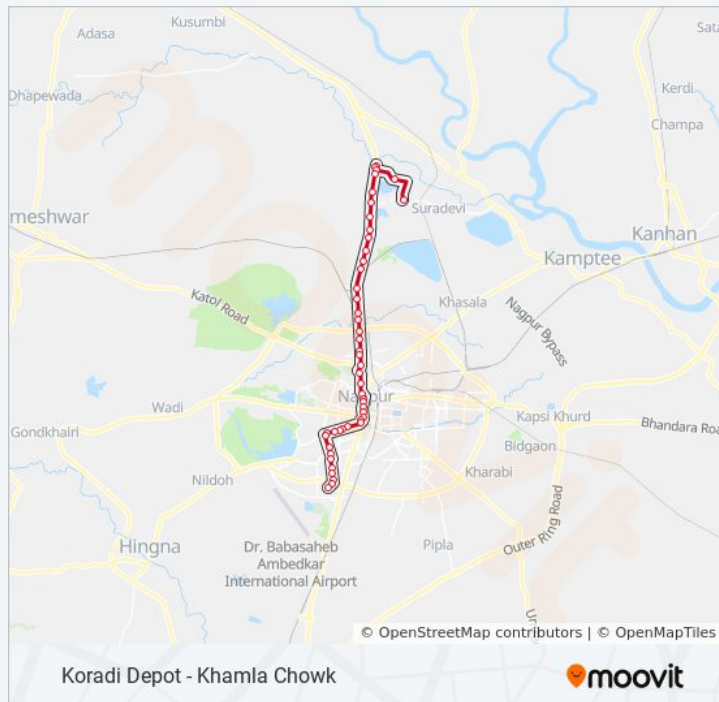 Kusumbi
Adasa
Sata
Kerdi
Dhapewada
Champa
Suradevi
meshwar
Kanhan
Kamptee
Katol Road
Khasala
Nagpur Bypass
Nagpur
Wadi
Kapsi Khurd
Gondkhairi
Bhandara Roa
Bidgaon
Nildoh
Kharabi
Outer Ring Road
Hingna
Dr. Babasaheb
Ambedkar
International Airport
Pipla
Um
© OpenStreetMap contributors | © OpenMapTiles
Koradi Depot - Khamla Chowk
moovit